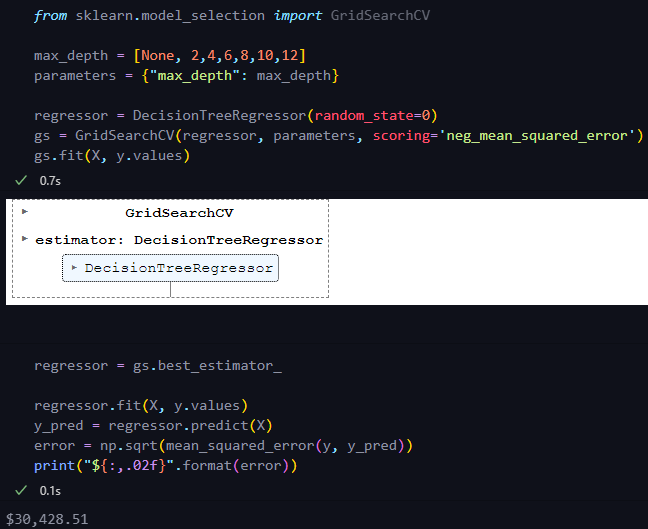 from sklearn.model_selection import GridSearchCV
max_depth = [None, 2,4,6,8,10,12]
parameters = {"max_depth": max_depth}
regressor = DecisionTreeRegressor(random_state=0)
gs = GridSearchCV(regressor, parameters, scoring='neg_mean_squared_error')
gs.fit(X, y.values)
✓ 0.7s
▸ GridSearchCV
▸ estimator: DecisionTreeRegressor
▸ DecisionTreeRegressor
regressor = gs.best_estimator_
regressor.fit(X, y.values)
y_pred = regressor.predict(X)
error = np.sqrt(mean_squared_error(y, y_pred))
print("${:,.02f}".format(error))
✓ 0.1s
$30,428.51